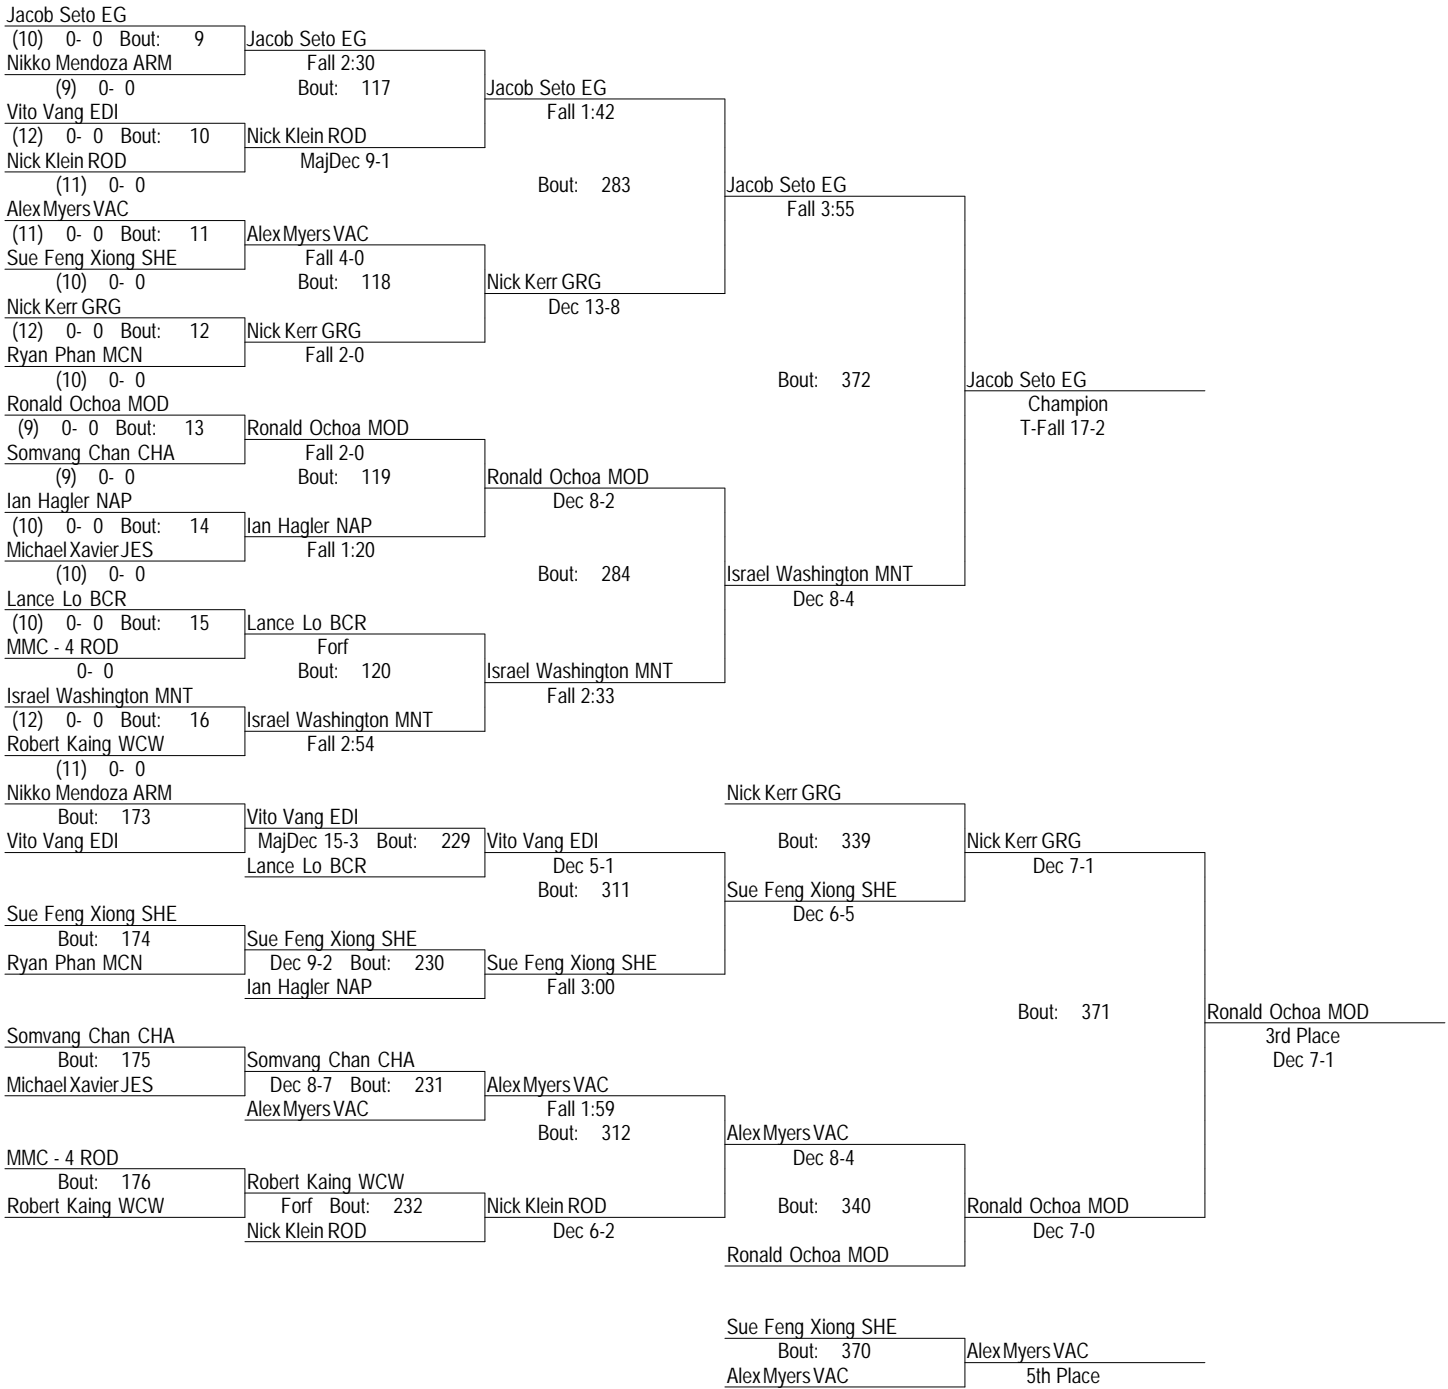 Jacob Seto EG
(10) 0- 0 Bout: 9 Jacob Seto EG
Nikko Mendoza ARM Fall 2:30
(9) 0- 0 Bout: 117 Jacob Seto EG
Vito Vang EDI Fall 1:42
(12) 0- 0 Bout: 10 Nick Klein ROD
Nick Klein ROD MajDec 9-1
(11) 0- 0 Bout: 283 Jacob Seto EG
Alex Myers VAC Fall 3:55
(11) 0- 0 Bout: 11 Alex Myers VAC
Sue Feng Xiong SHE Fall 4-0
(10) 0- 0 Bout: 118 Nick Kerr GRG
Nick Kerr GRG Dec 13-8
(12) 0- 0 Bout: 12 Nick Kerr GRG
Ryan Phan MCN Fall 2-0
(10) 0- 0 Bout: 372 Jacob Seto EG
Ronald Ochoa MOD Champion
(9) 0- 0 Bout: 13 Ronald Ochoa MOD T-Fall 17-2
Somvang Chan CHA Fall 2-0
(9) 0- 0 Bout: 119 Ronald Ochoa MOD
Ian Hagler NAP Dec 8-2
(10) 0- 0 Bout: 14 Ian Hagler NAP
Michael Xavier JES Fall 1:20
(10) 0- 0 Bout: 284 Israel Washington MNT
Lance Lo BCR Dec 8-4
(10) 0- 0 Bout: 15 Lance Lo BCR
MMC - 4 ROD Forf
0- 0 Bout: 120 Israel Washington MNT
Israel Washington MNT Fall 2:33
(12) 0- 0 Bout: 16 Israel Washington MNT
Robert Kaing WCW Fall 2:54
(11) 0- 0
Nikko Mendoza ARM Nick Kerr GRG
Bout: 173 Vito Vang EDI
Vito Vang EDI MajDec 15-3 Bout: 229 Vito Vang EDI Bout: 339 Nick Kerr GRG
Lance Lo BCR Dec 5-1 Dec 7-1
Bout: 311 Sue Feng Xiong SHE
Sue Feng Xiong SHE Dec 6-5
Bout: 174 Sue Feng Xiong SHE
Ryan Phan MCN Dec 9-2 Bout: 230 Sue Feng Xiong SHE
Ian Hagler NAP Fall 3:00
Bout: 371 Ronald Ochoa MOD
Somvang Chan CHA 3rd Place
Bout: 175 Somvang Chan CHA Dec 7-1
Michael Xavier JES Dec 8-7 Bout: 231 Alex Myers VAC
Alex Myers VAC Fall 1:59
Bout: 312 Alex Myers VAC
MMC - 4 ROD Dec 8-4
Bout: 176 Robert Kaing WCW
Robert Kaing WCW Forf Bout: 232 Nick Klein ROD Bout: 340 Ronald Ochoa MOD
Nick Klein ROD Dec 6-2 Dec 7-0
Ronald Ochoa MOD
Sue Feng Xiong SHE
Bout: 370 Alex Myers VAC
Alex Myers VAC 5th Place